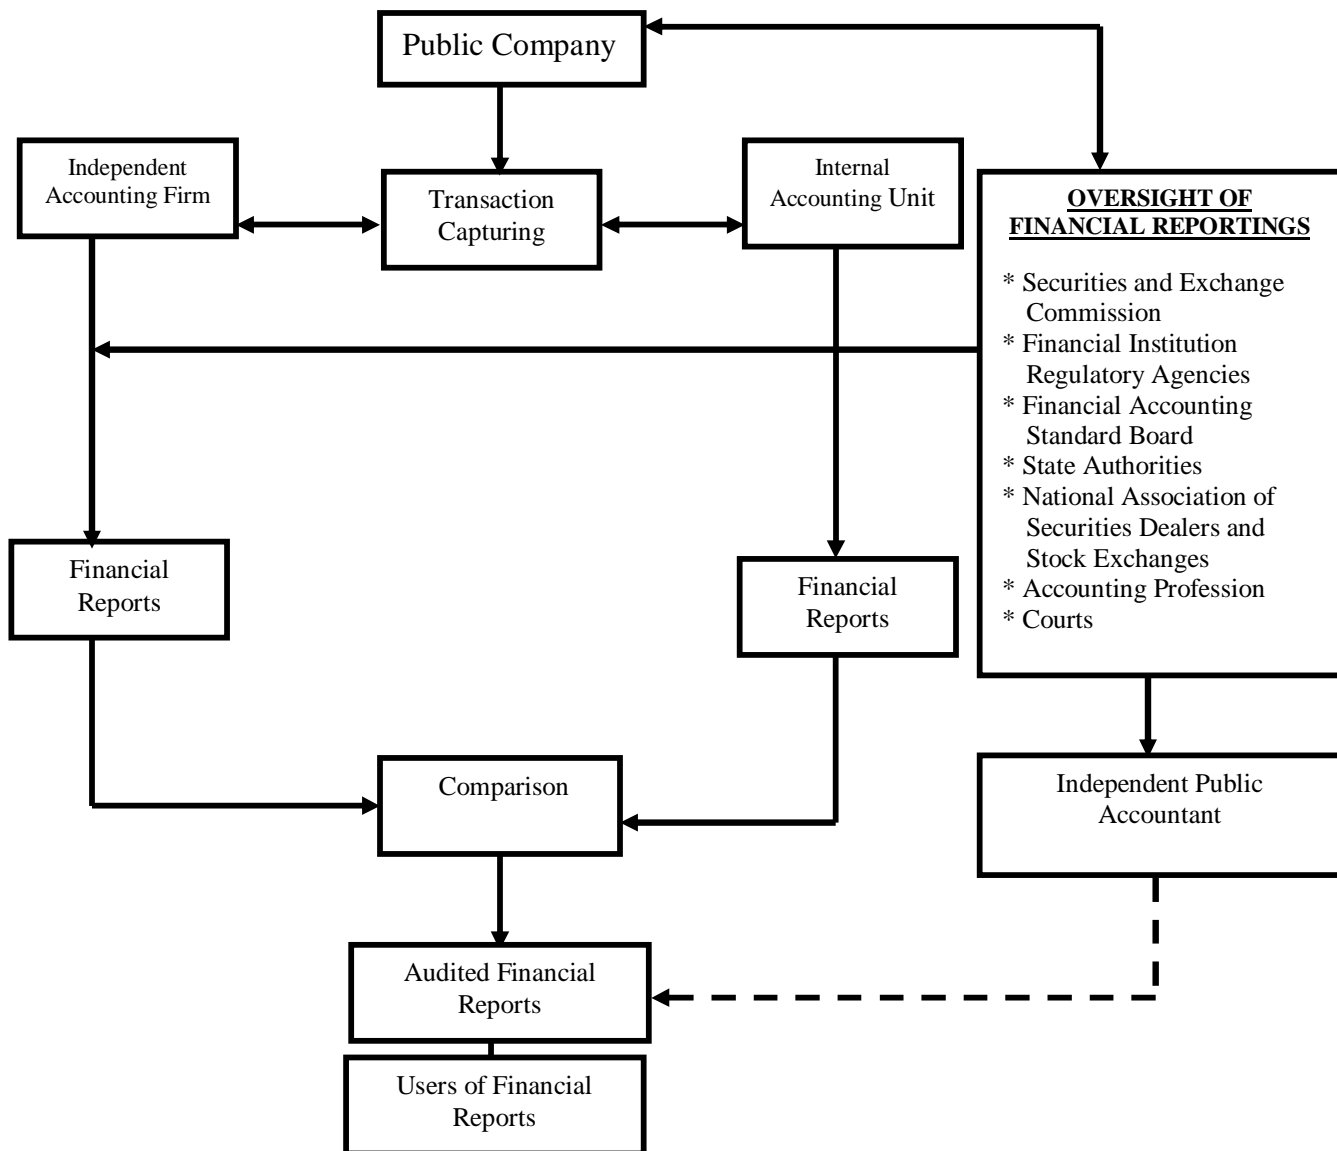 Public Company
Independent
Accounting Firm
Transaction
Capturing
Internal
Accounting Unit
OVERSIGHT OF
FINANCIAL REPORTINGS
* Securities and Exchange
Commission
* Financial Institution
Regulatory Agencies
* Financial Accounting
Standard Board
* State Authorities
* National Association of
Securities Dealers and
Stock Exchanges
* Accounting Profession
* Courts
Financial
Reports
Financial
Reports
Comparison
Independent Public
Accountant
Audited Financial
Reports
Users of Financial
Reports